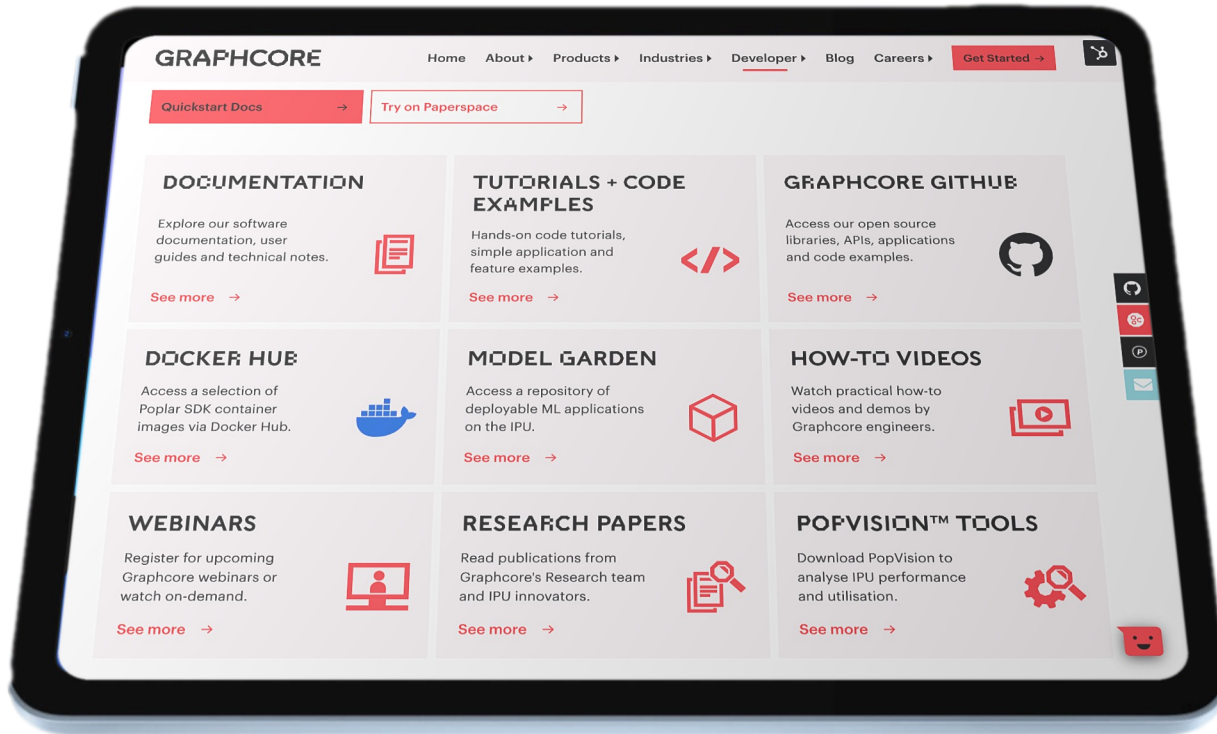 GRAPHCORE
Home About Products Industries Developer Blog Careers Get Started →
Quickstart Docs →
Try on Paperspace →
DOCUMENTATION
Explore our software
documentation, user
guides and technical notes.
See more →
TUTORIALS + CODE
EXAMPLES
Hands-on code tutorials,
simple application and
feature examples.
See more →
GRAPHCORE GITHUB
Access our open source
libraries, APIs, applications
and code examples.
See more →
DOCKER HUB
Access a selection of
Poplar SDK container
images via Docker Hub.
See more →
MODEL GARDEN
Access a repository of
deployable ML applications
on the IPU.
See more →
HOW-TO VIDEOS
Watch practical how-to
videos and demos by
Graphcore engineers.
See more →
WEBINARS
Register for upcoming
Graphcore webinars or
watch on-demand.
See more →
RESEARCH PAPERS
Read publications from
Graphcore's Research team
and IPU innovators.
See more →
POPVISION™ TOOLS
Download PopVision to
analyse IPU performance
and utilisation.
See more →